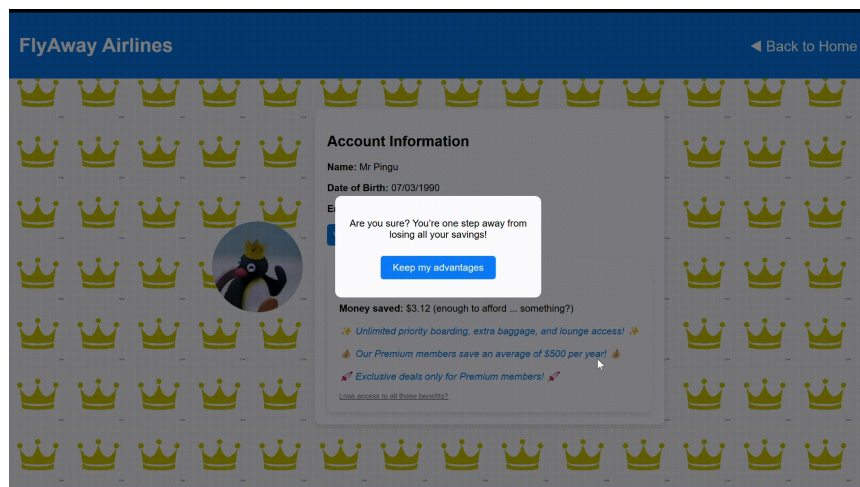 FlyAway Airlines
◀ Back to Home
Account Information
Name: Mr Pingu
Date of Birth: 07/03/1990
Are you sure? You're one step away from
losing all your savings!
Keep my advantages
Money saved: $3.12 (enough to afford ... something?)
✨ Unlimited priority boarding, extra baggage, and lounge access! ✨
👍 Our Premium members save an average of $500 per year! 👍
🚀 Exclusive deals only for Premium members! 🚀
Lose access to all these benefits?